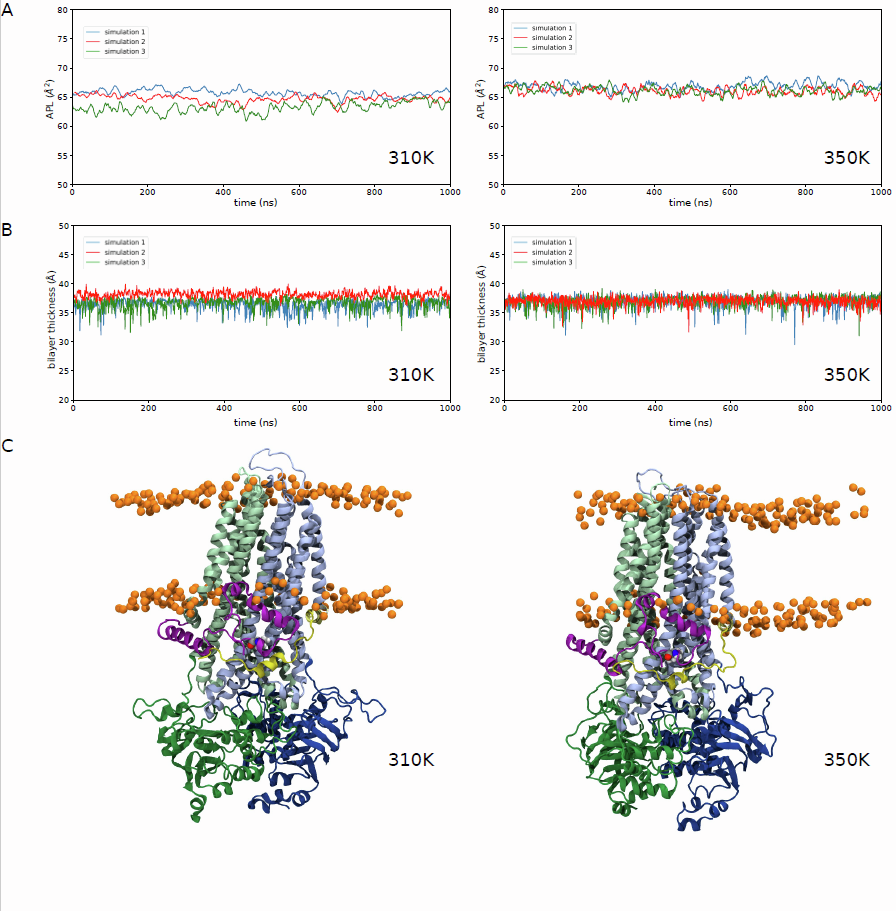 A
80
75
70
65
60
55
50
APL (Å²)
simulation 1
simulation 2
simulation 3
310K
0 200 400 600 800 1000
time (ns)
80
75
70
65
60
55
50
APL (Å²)
simulation 1
simulation 2
simulation 3
350K
0 200 400 600 800 1000
time (ns)
B
50
45
40
35
30
25
20
bilayer thickness (Å)
simulation 1
simulation 2
simulation 3
310K
0 200 400 600 800 1000
time (ns)
50
45
40
35
30
25
20
bilayer thickness (Å)
simulation 1
simulation 2
simulation 3
350K
0 200 400 600 800 1000
time (ns)
C
310K
350K